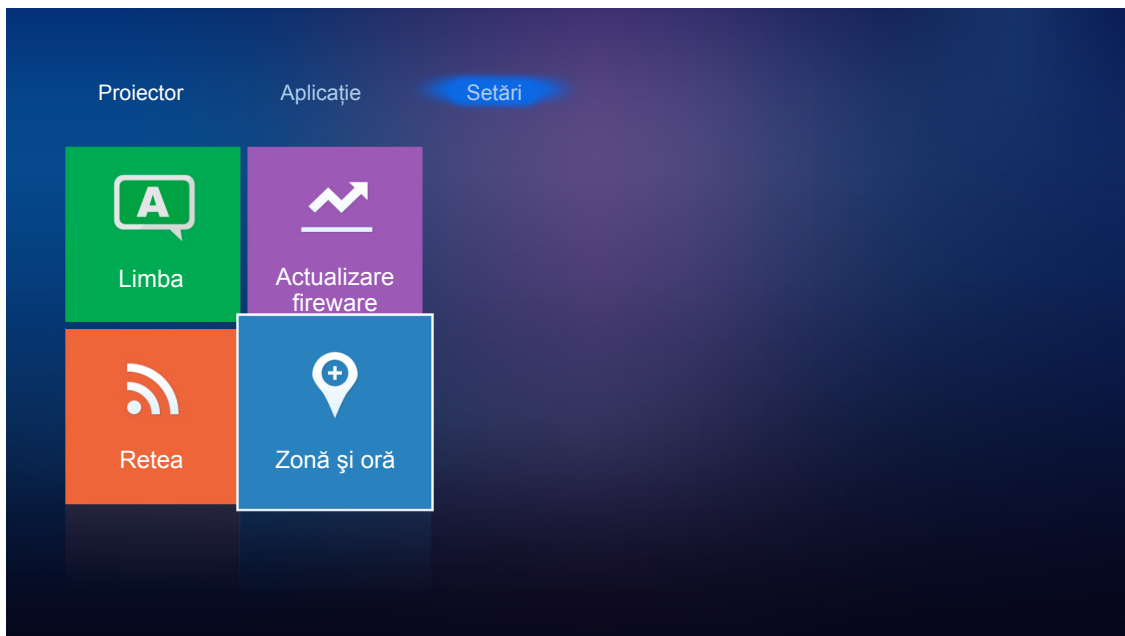 Proiector Aplicație Setări
A
Limba
Actualizare
fireware
Retea
Zonă şi oră